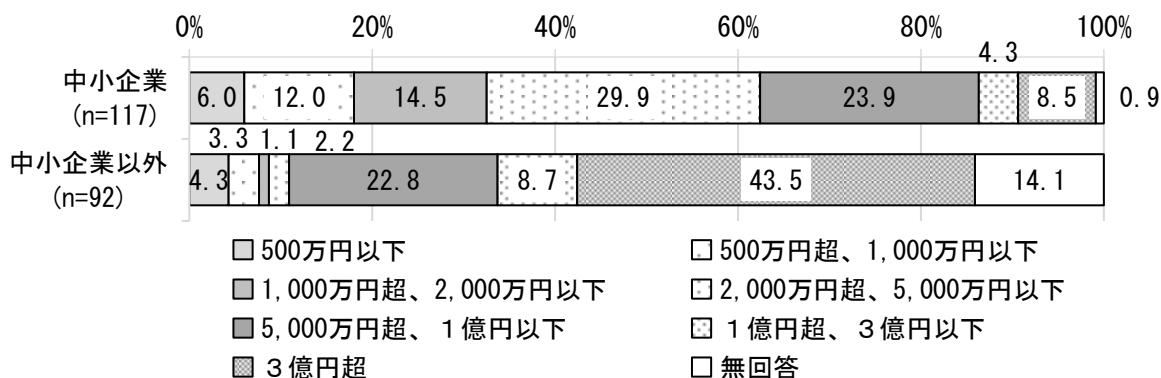 0% 20% 40% 60% 80% 100%
4.3
中小企業
(n=117)
6.0 12.0 14.5 29.9 23.9 8.5 0.9
3.3 1.1 2.2
中小企業以外
(n=92)
4.3 22.8 8.7 43.5 14.1
500万円以下 500万円超、1,000万円以下
1,000万円超、2,000万円以下 2,000万円超、5,000万円以下
5,000万円超、１億円以下 １億円超、３億円以下
３億円超 無回答